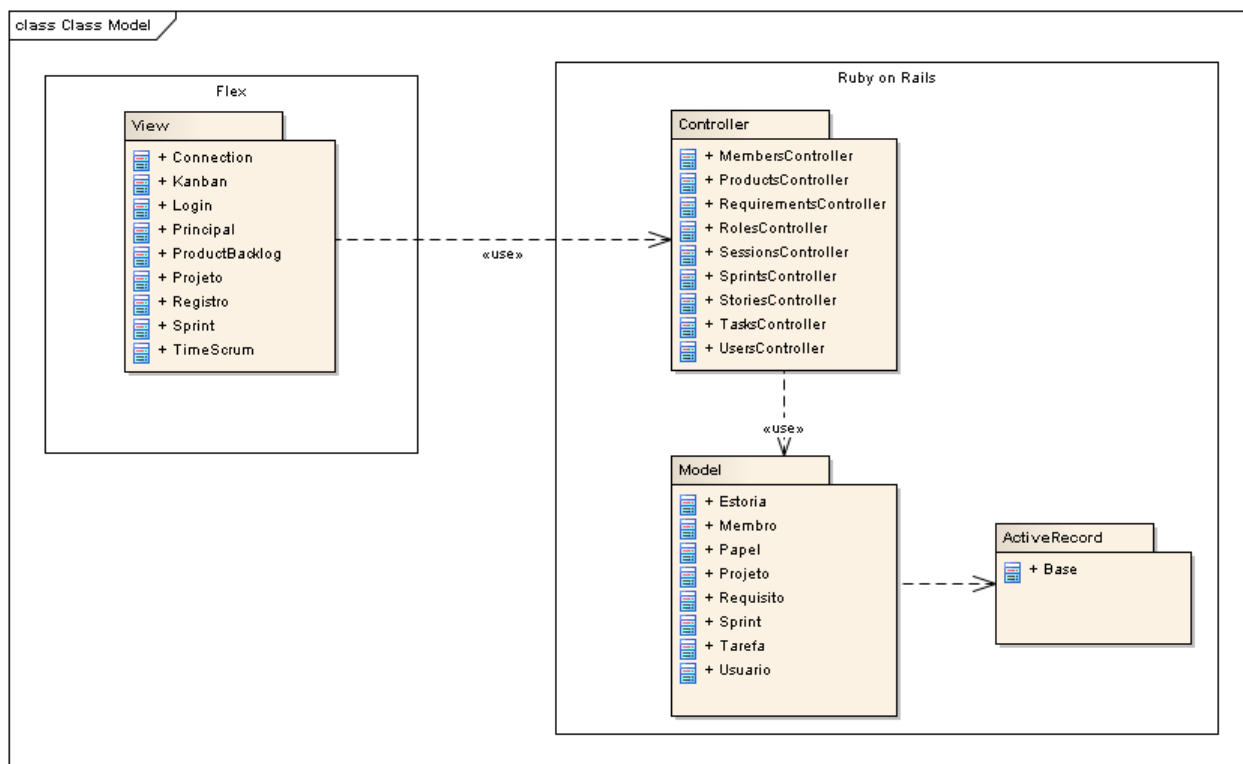 class Class Model
Flex
View
+ Connection
+ Kanban
+ Login
+ Principal
+ ProductBacklog
+ Projeto
+ Registro
+ Sprint
+ TimeScrum
«use»
Ruby on Rails
Controller
+ MembersController
+ ProductsController
+ RequirementsController
+ RolesController
+ SessionsController
+ SprintsController
+ StoriesController
+ TasksController
+ UsersController
«use»
Model
+ Estoria
+ Membro
+ Papel
+ Projeto
+ Requisito
+ Sprint
+ Tarefa
+ Usuario
ActiveRecord
+ Base